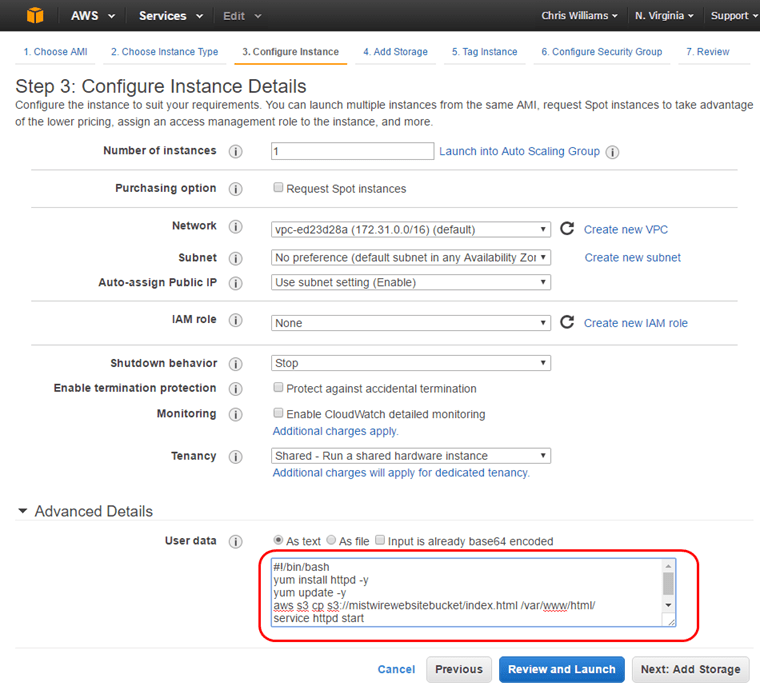 AWS Services Edit Chris Williams N. Virginia Support
1. Choose AMI 2. Choose Instance Type 3. Configure Instance 4. Add Storage 5. Tag Instance 6. Configure Security Group 7. Review
Step 3: Configure Instance Details
Configure the instance to suit your requirements. You can launch multiple instances from the same AMI, request Spot instances to take advantage
of the lower pricing, assign an access management role to the instance, and more.
Number of instances i 1 Launch into Auto Scaling Group i
Purchasing option i Request Spot instances
Network i vpc-ed23d28a (172.31.0.0/16) (default) Create new VPC
Subnet i No preference (default subnet in any Availability Zor Create new subnet
Auto-assign Public IP i Use subnet setting (Enable)
IAM role i None Create new IAM role
Shutdown behavior i Stop
Enable termination protection i Protect against accidental termination
Monitoring i Enable CloudWatch detailed monitoring
Additional charges apply.
Tenancy i Shared - Run a shared hardware instance
Additional charges will apply for dedicated tenancy.
Advanced Details
User data i As text As file Input is already base64 encoded
#!/bin/bash
yum install httpd -y
yum update -y
aws s3 cp s3://mistwirewebsitebucket/index.html /var/www/html/
service httpd start
Cancel Previous Review and Launch Next: Add Storage